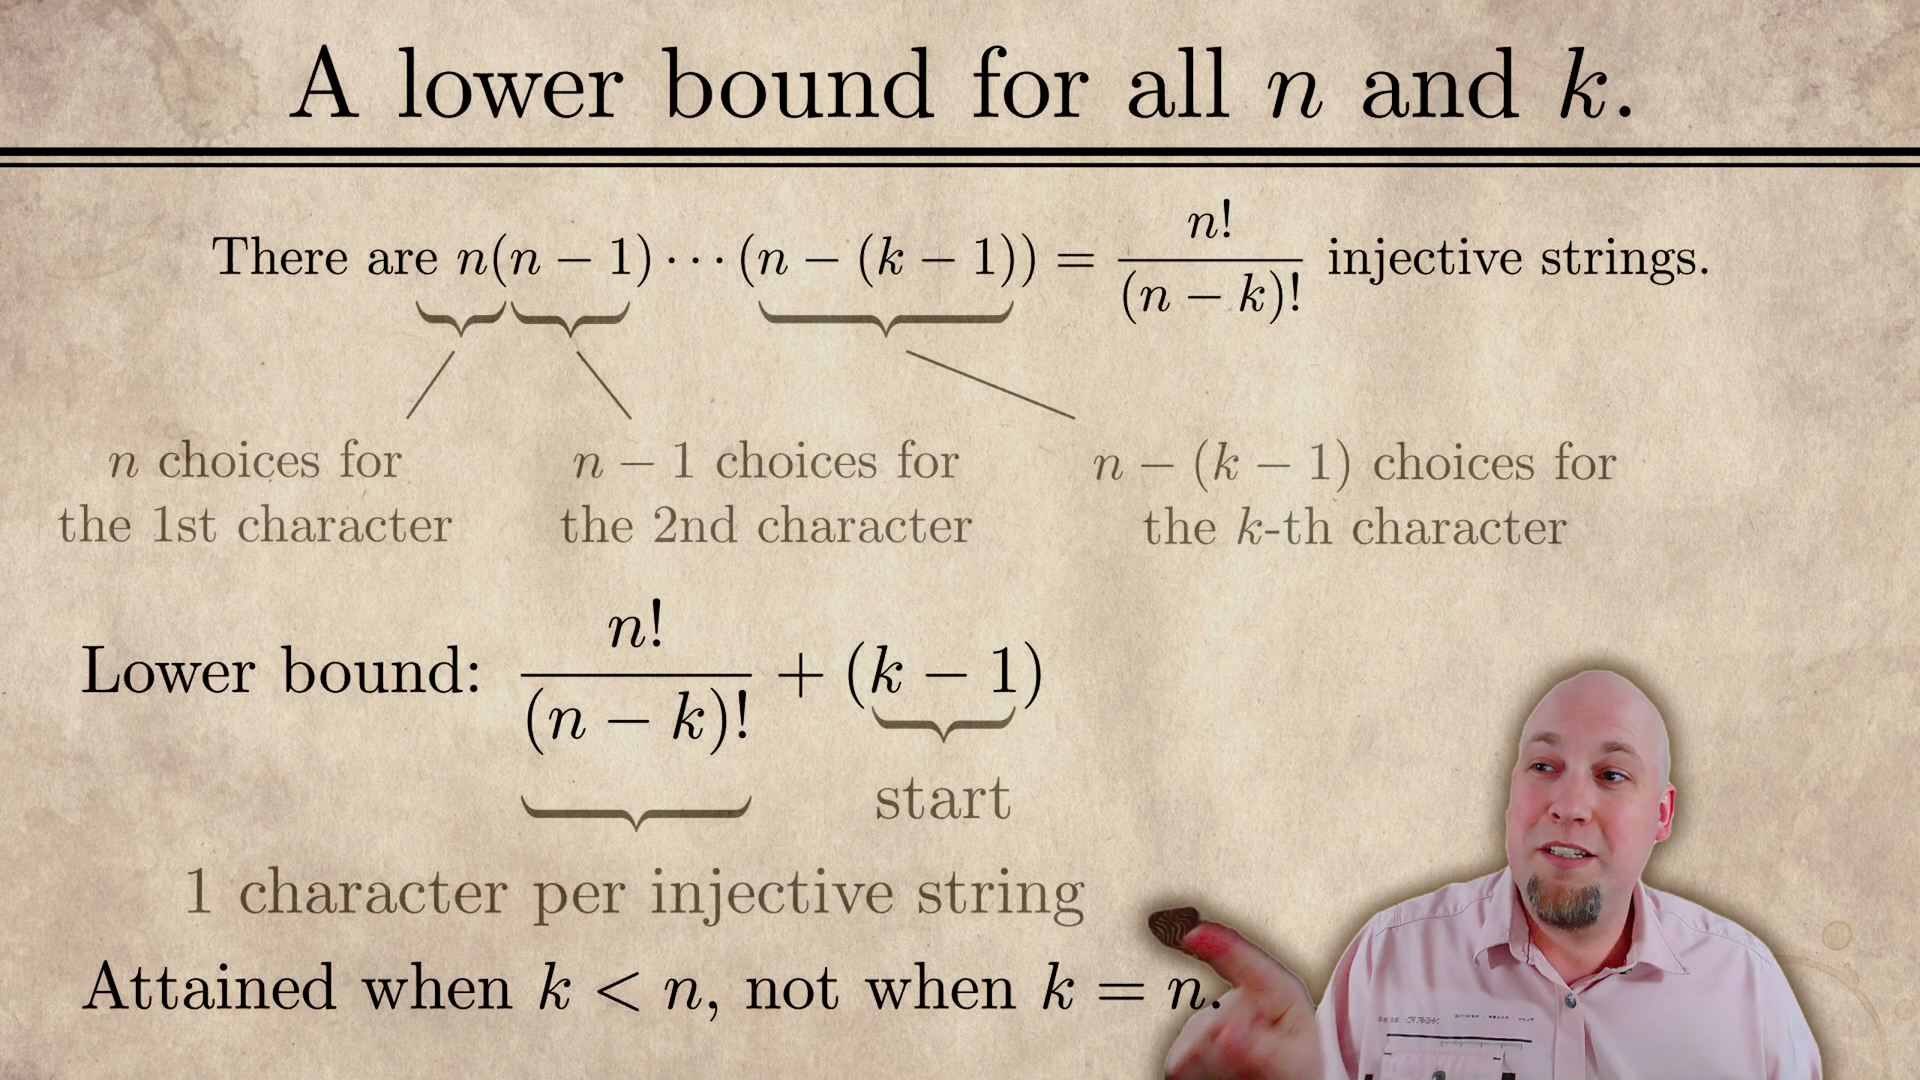 A lower bound for all n and k.
There are n(n − 1) ··· (n − (k − 1)) = n!/(n − k)! injective strings.
n choices for
the 1st character
n − 1 choices for
the 2nd character
n − (k − 1) choices for
the k-th character
Lower bound: n!/(n − k)! + (k − 1)
start
1 character per injective string
Attained when k < n, not when k = n.